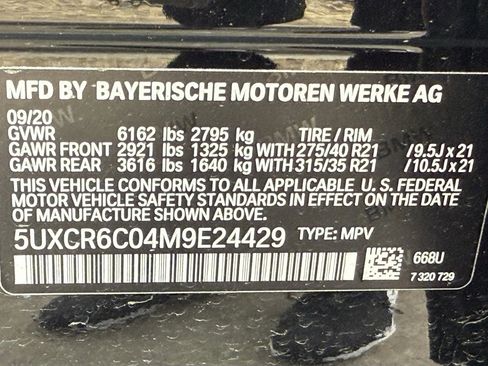 MFD BY BAYERISCHE MOTOREN WERKE AG
09/20
GVWR 6162 lbs 2795 kg TIRE / RIM
GAWR FRONT 2921 lbs 1325 kg WITH 275/40 R21 /9.5J x 21
GAWR REAR 3616 lbs 1640 kg WITH 315/35 R21 /10.5J x 21
THIS VEHICLE CONFORMS TO ALL APPLICABLE U. S. FEDERAL
MOTOR VEHICLE SAFETY STANDARDS IN EFFECT ON THE DATE
OF MANUFACTURE SHOWN ABOVE.
5UXCR6C04M9E24429 TYPE: MPV
668U
7 320 729